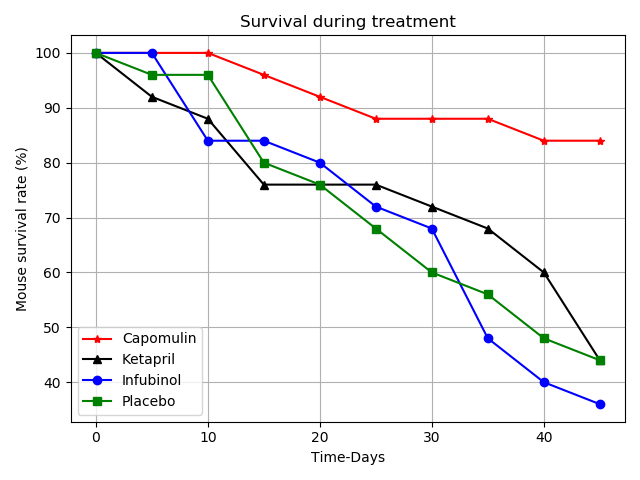 Survival during treatment
Mouse survival rate (%)
100
90
80
70
60
50
40
Capomulin
Ketapril
Infubinol
Placebo
0 10 20 30 40
Time-Days